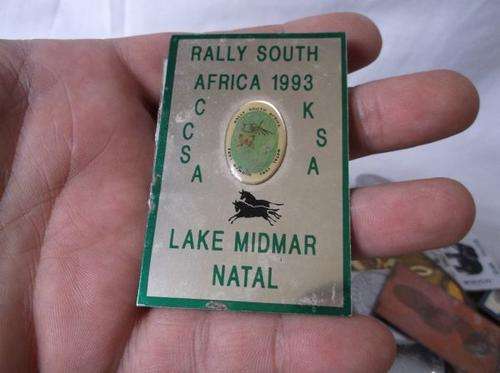 RALLY SOUTH
AFRICA 1993
CCSA
KSA
LAKE MIDMAR
NATAL